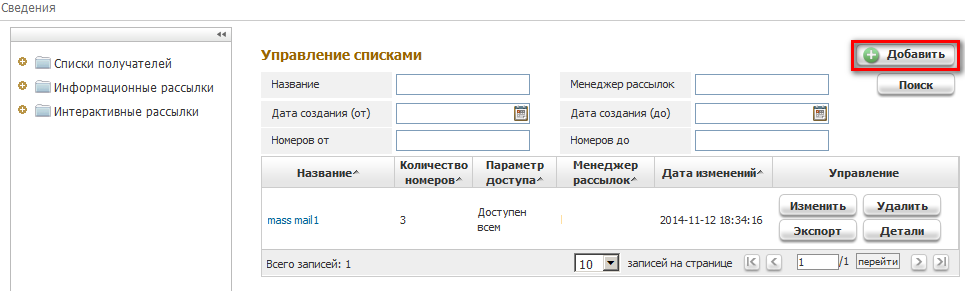 Сведения
Списки получателей
Информационные рассылки
Интерактивные рассылки
Управление списками
Добавить
Название
Менеджер рассылок
Поиск
Дата создания (от)
Дата создания (до)
Номеров от
Номеров до
Название
Количество номеров
Параметр доступа
Менеджер рассылок
Дата изменений
Управление
mass mail1
3
Доступен всем
2014-11-12 18:34:16
Изменить
Удалить
Экспорт
Детали
Всего записей: 1
10
записей на странице
1
/1
перейти